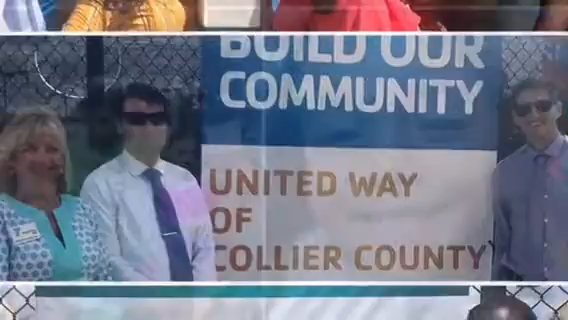 BUILD OUR
COMMUNITY
UNITED WAY
OF
COLLIER COUNTY